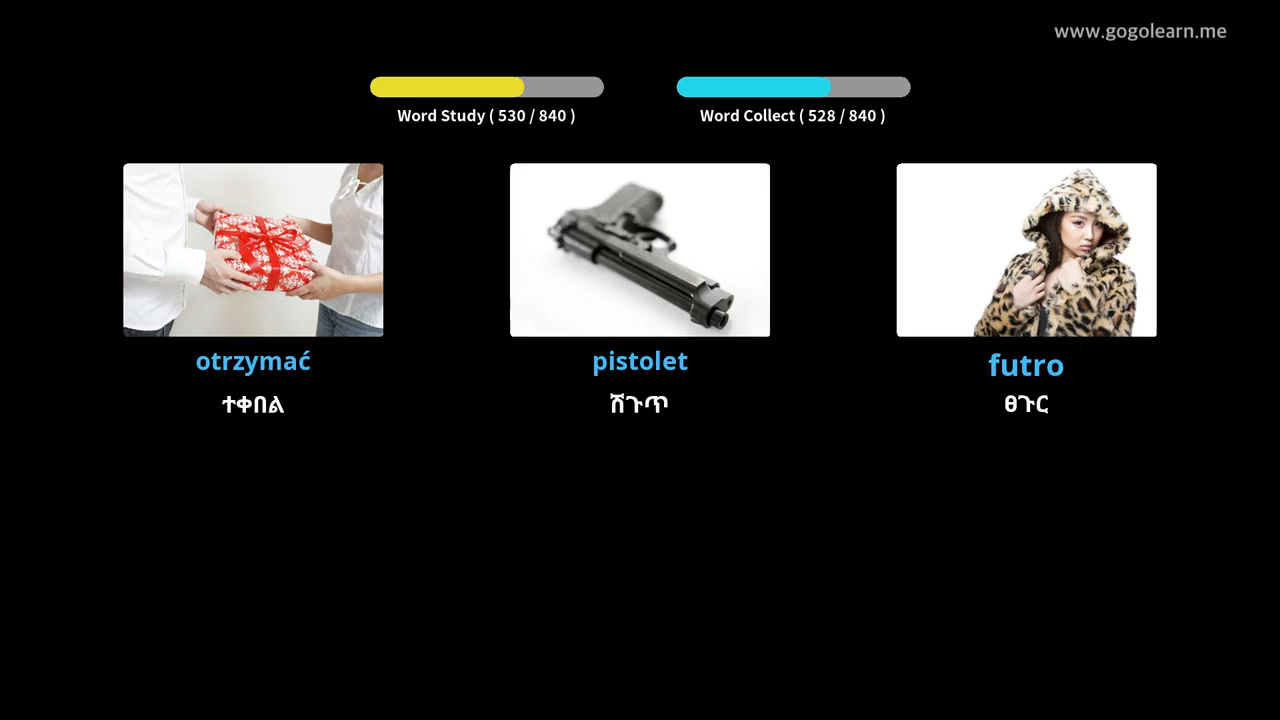 www.gogolearn.me
Word Study ( 530 / 840 )
Word Collect ( 528 / 840 )
otrzymać
pistolet
futro
ተቀበል
ሽጉጥ
ፀጉር